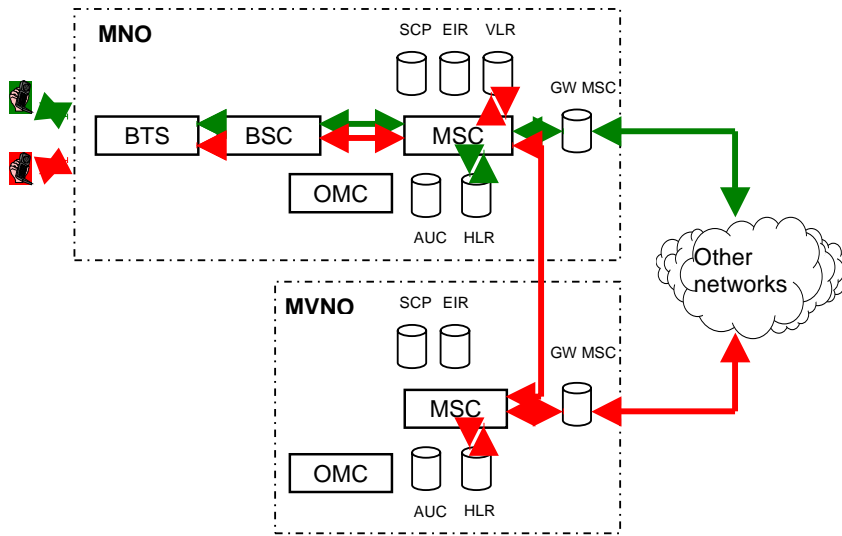 MNO
SCP EIR VLR
GW MSC
BTS
BSC
MSC
OMC
AUC
HLR
Other
networks
MVNO
SCP
EIR
GW MSC
MSC
OMC
AUC
HLR